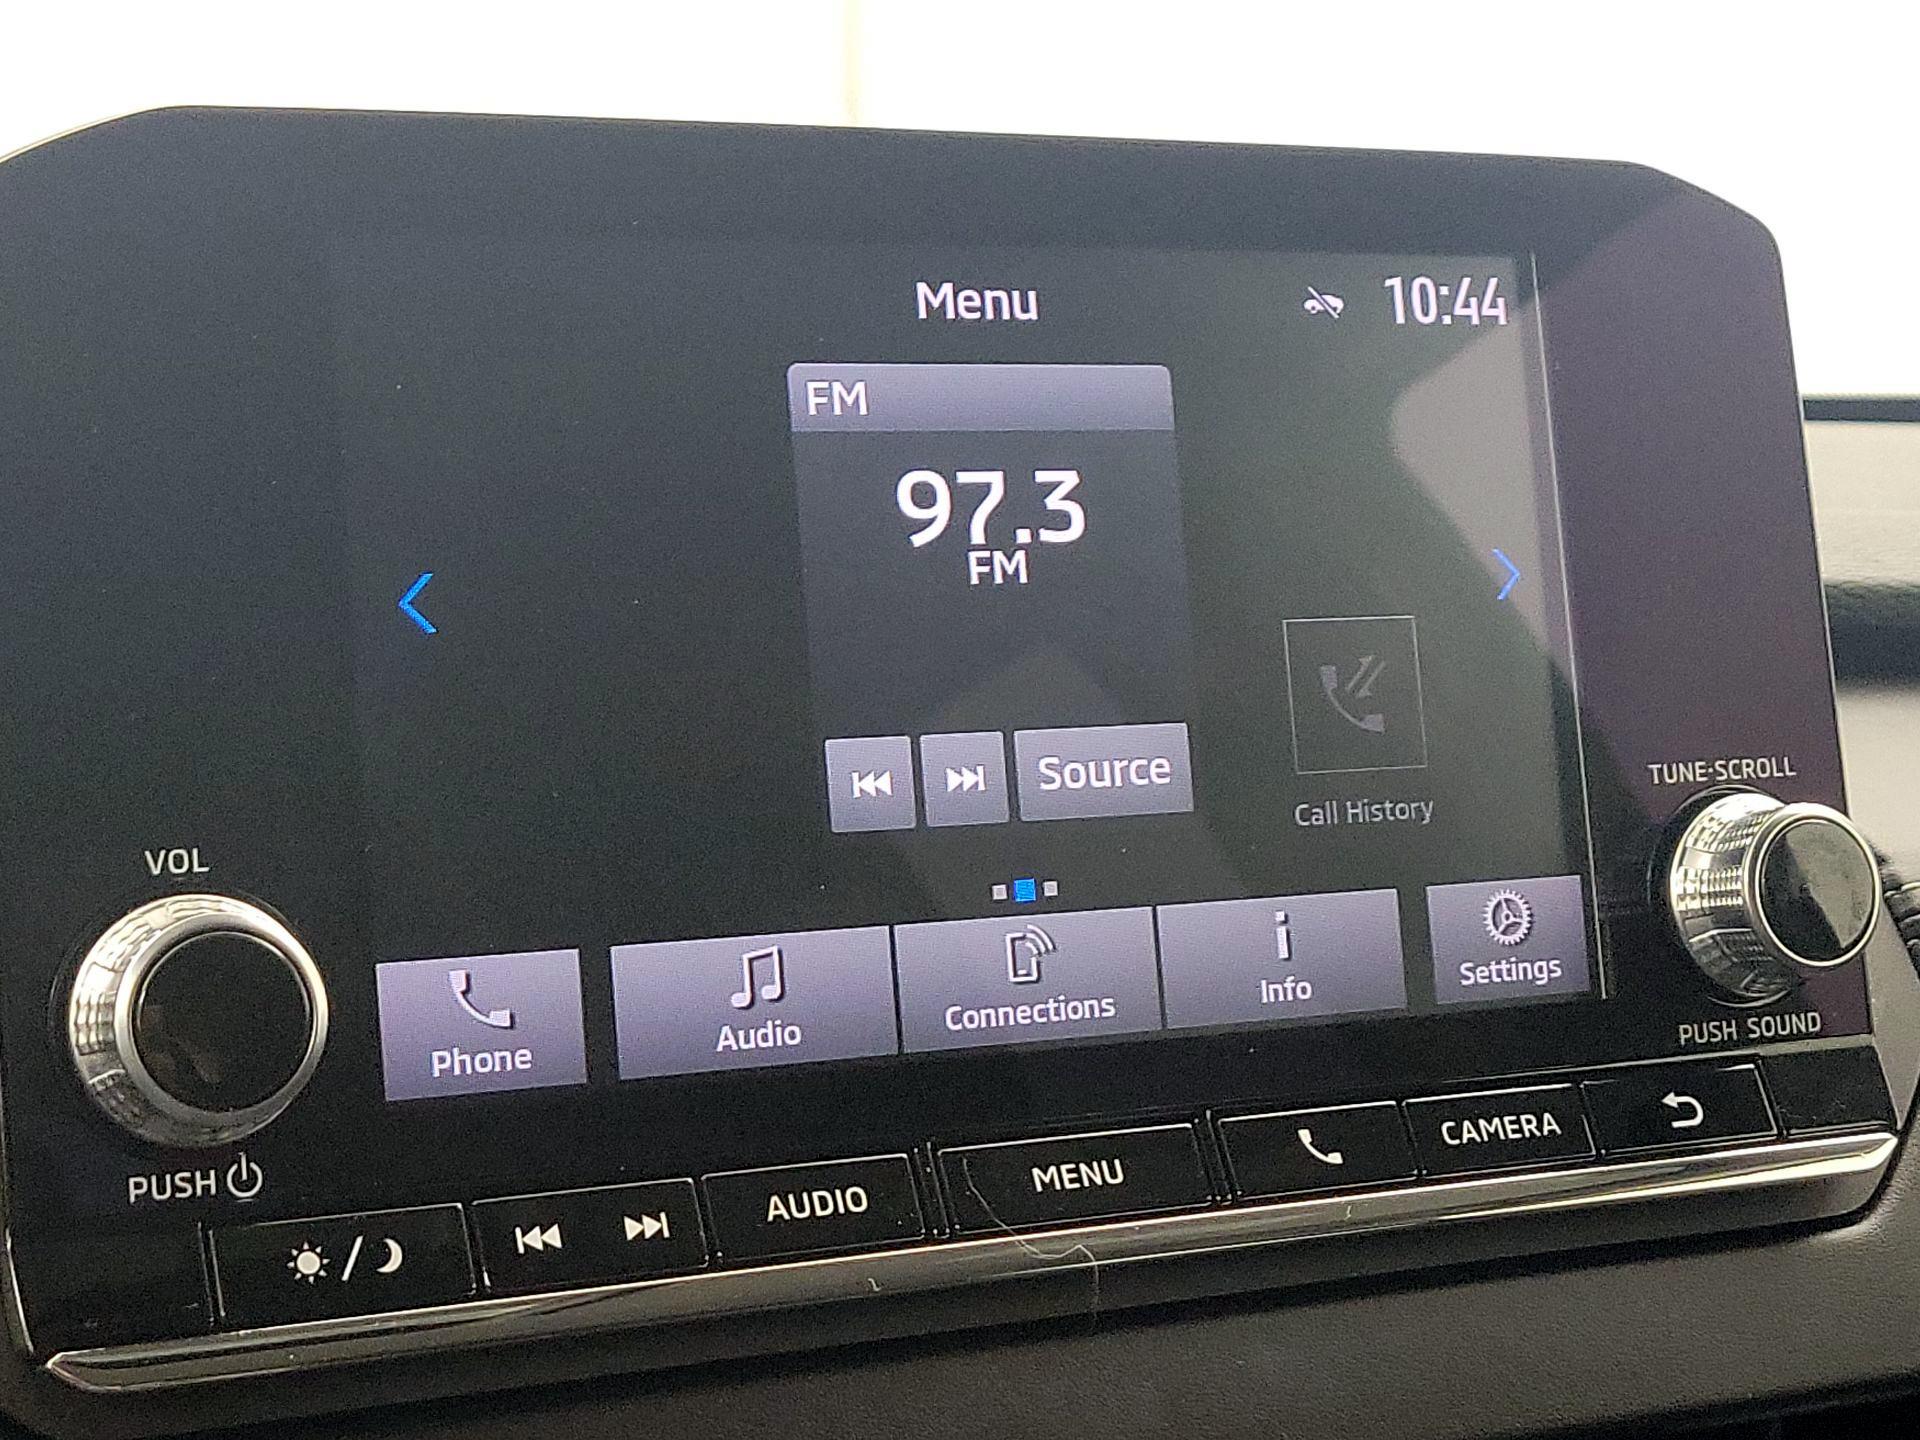 Menu
10:44
FM
97.3
FM
Source
Call History
Phone
Audio
Connections
Info
Settings
VOL
PUSH
TUNE·SCROLL
PUSH SOUND
AUDIO
MENU
CAMERA